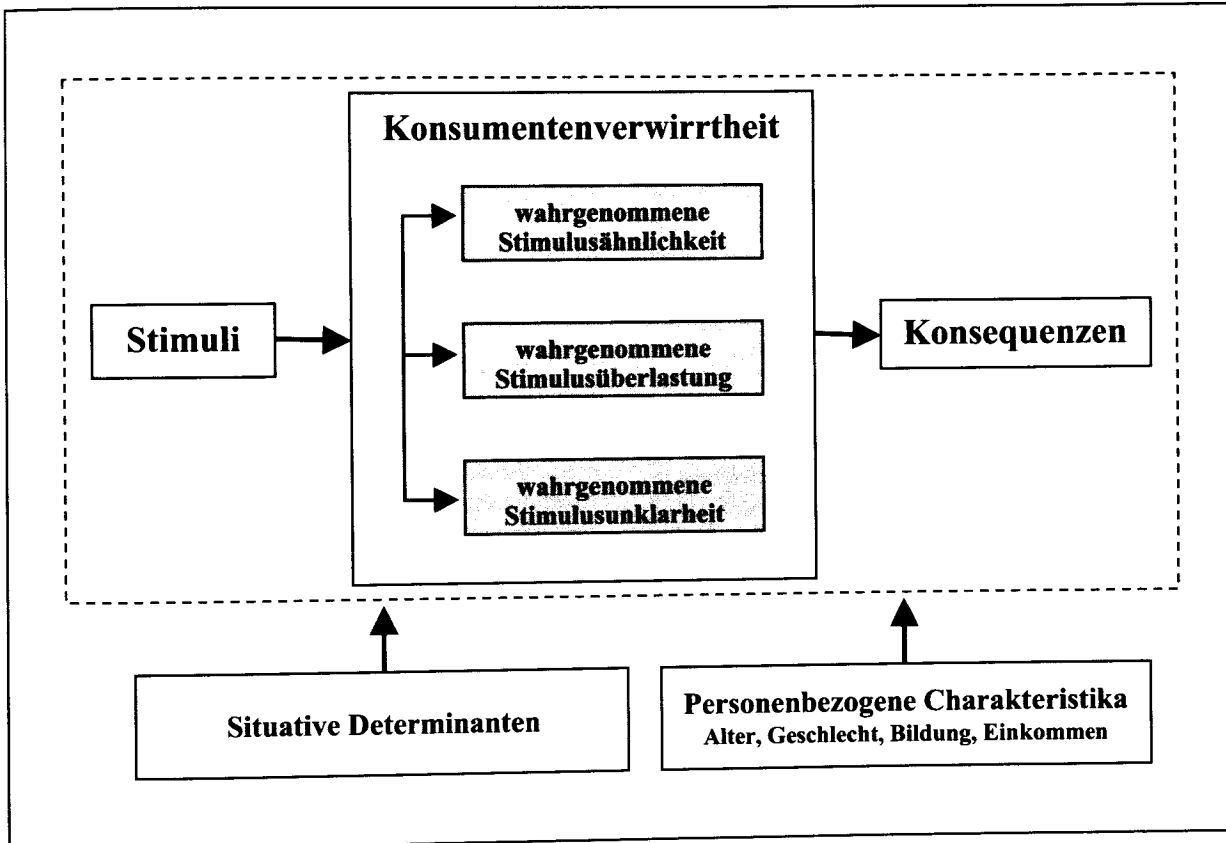 Konsumentenverwirrtheit
wahrgenommene
Stimulusähnlichkeit
Stimuli
wahrgenommene
Stimulusüberlastung
Konsequenzen
wahrgenommene
Stimulusunklarheit
Situative Determinanten
Personenbezogene Charakteristika
Alter, Geschlecht, Bildung, Einkommen